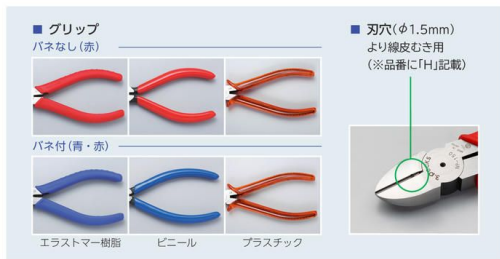 ■ グリップ
バネなし（赤）
バネ付（青・赤）
エラストマー樹脂
ビニール
プラスチック
■ 刃穴（φ1.5mm）
より線皮むき用
（※品番に「H」記載）